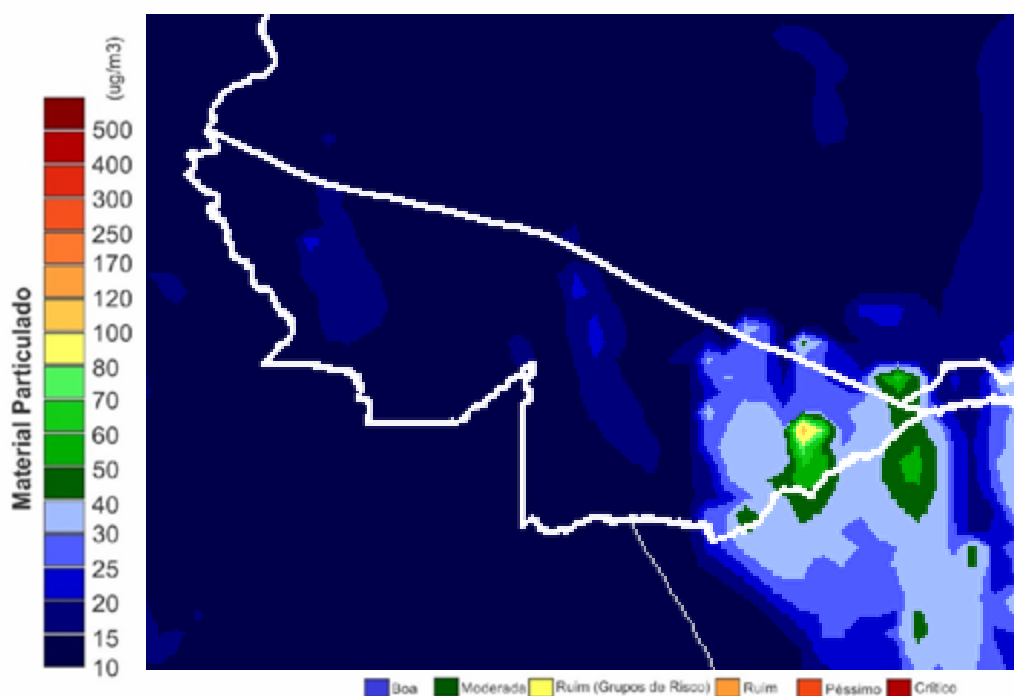 Material Particulado
(ug/m3)
500
400
300
250
170
120
100
80
70
60
50
40
30
25
20
15
10
Boa
Moderada
Ruim (Grupos de Risco)
Ruim
Péssimo
Crítico